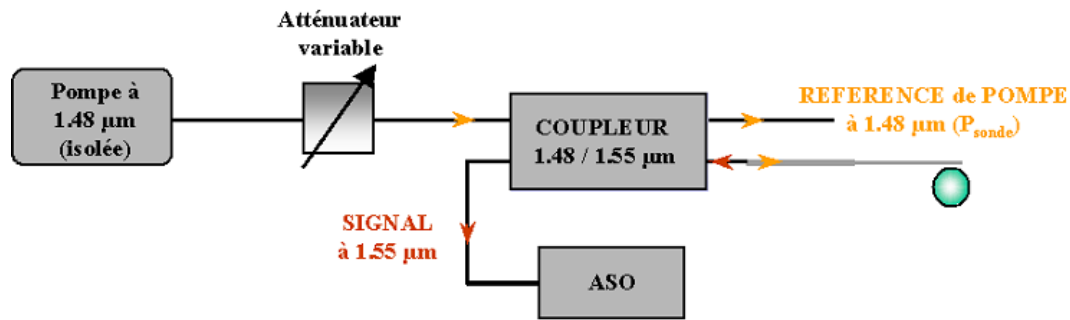 Atténuateur
variable
Pompe à
1.48 µm
(isolée)
COUPLEUR
1.48 / 1.55 µm
REFERENCE de POMPE
à 1.48 µm (Psonde)
SIGNAL
à 1.55 µm
ASO